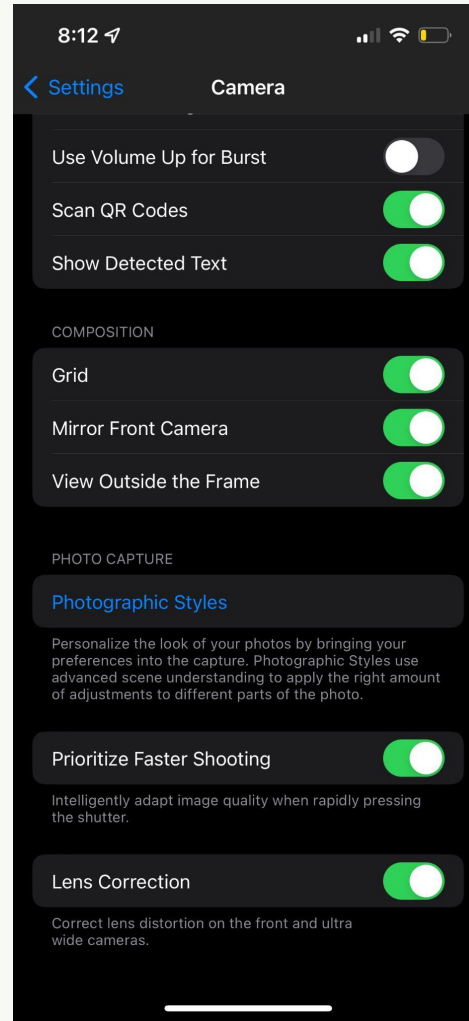 8:12
Settings
Camera
Use Volume Up for Burst
Scan QR Codes
Show Detected Text
COMPOSITION
Grid
Mirror Front Camera
View Outside the Frame
PHOTO CAPTURE
Photographic Styles
Personalize the look of your photos by bringing your
preferences into the capture. Photographic Styles use
advanced scene understanding to apply the right amount
of adjustments to different parts of the photo.
Prioritize Faster Shooting
Intelligently adapt image quality when rapidly pressing
the shutter.
Lens Correction
Correct lens distortion on the front and ultra
wide cameras.